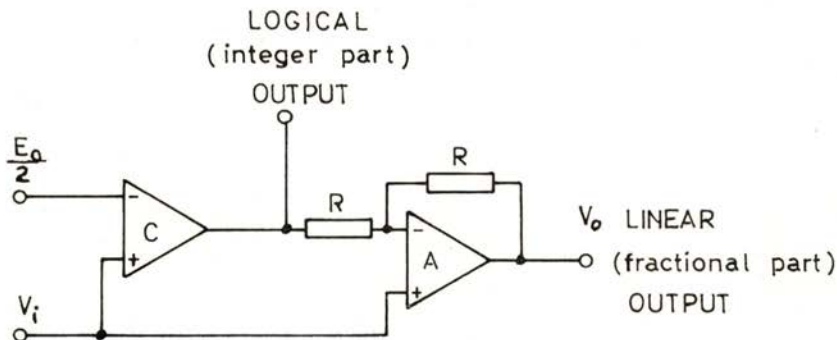 LOGICAL
(integer part)
OUTPUT
E₀
2
R
R
C
A
-
+
-
+
Vᵢ
V₀ LINEAR
(fractional part)
OUTPUT